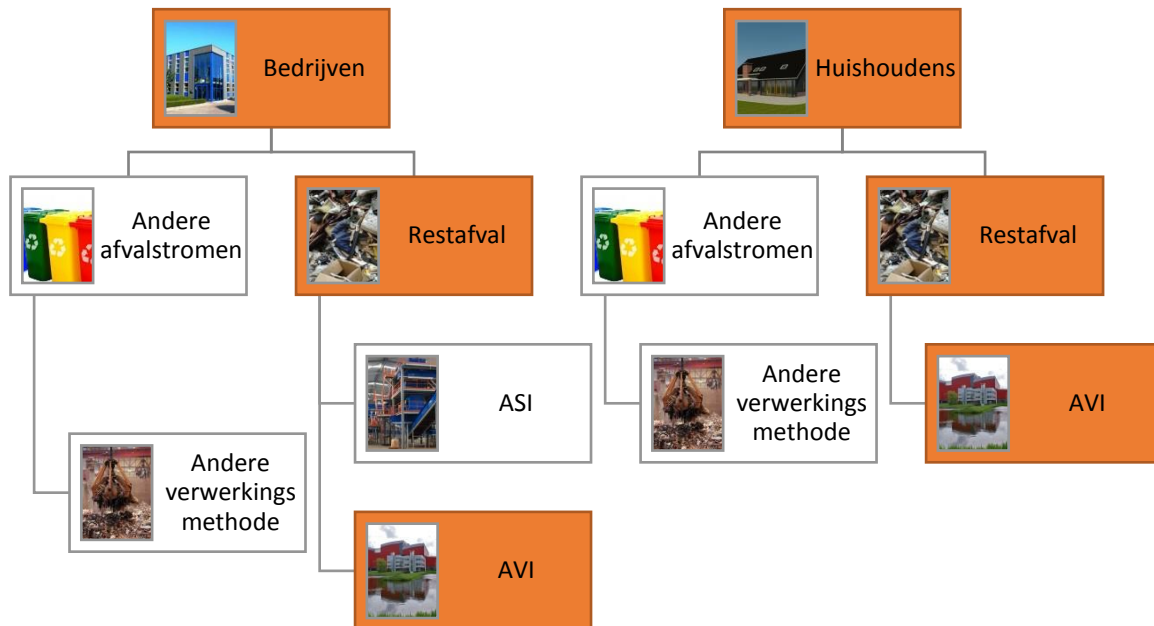 Bedrijven
Huishoudens
Andere
afvalstromen
Restafval
Andere
afvalstromen
Restafval
ASI
Andere
verwerkings
methode
AVI
Andere
verwerkings
methode
AVI